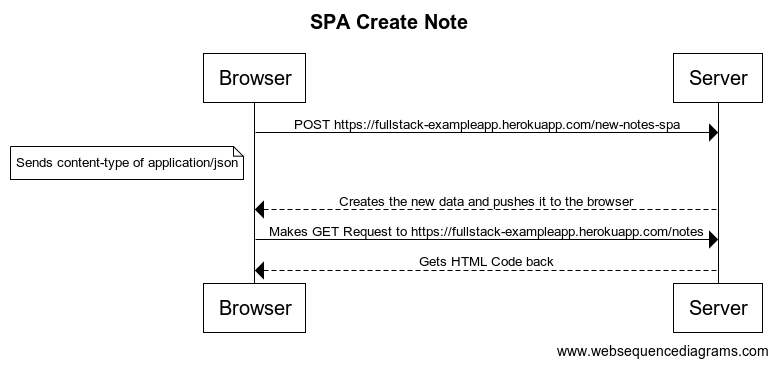 SPA Create Note
Browser
Server
POST https://fullstack-exampleapp.herokuapp.com/new-notes-spa
Sends content-type of application/json
Creates the new data and pushes it to the browser
Makes GET Request to https://fullstack-exampleapp.herokuapp.com/notes
Gets HTML Code back
Browser
Server
www.websequencediagrams.com